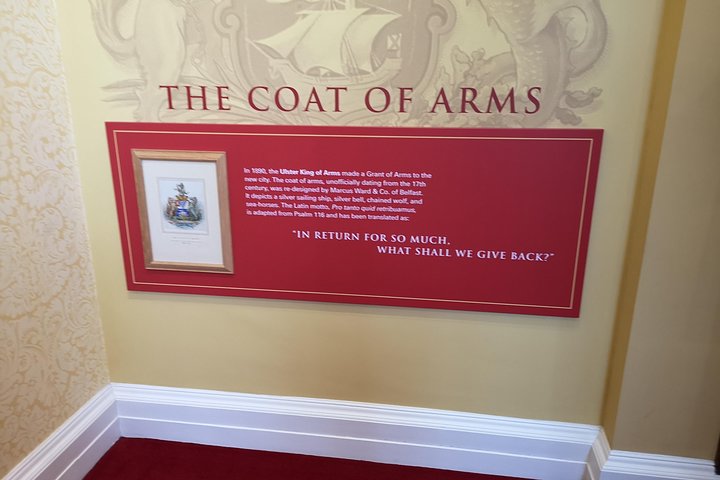 THE COAT OF ARMS
In 1890, the Ulster King of Arms made a Grant of Arms to the
new city. The coat of arms, unofficially dating from the 17th
century, was re-designed by Marcus Ward & Co. of Belfast.
It depicts a silver sailing ship, silver bell, chained wolf, and
sea-horses. The Latin motto, Pro tanto quid retribuamus,
is adapted from Psalm 116 and has been translated as:
"IN RETURN FOR SO MUCH,
WHAT SHALL WE GIVE BACK?"